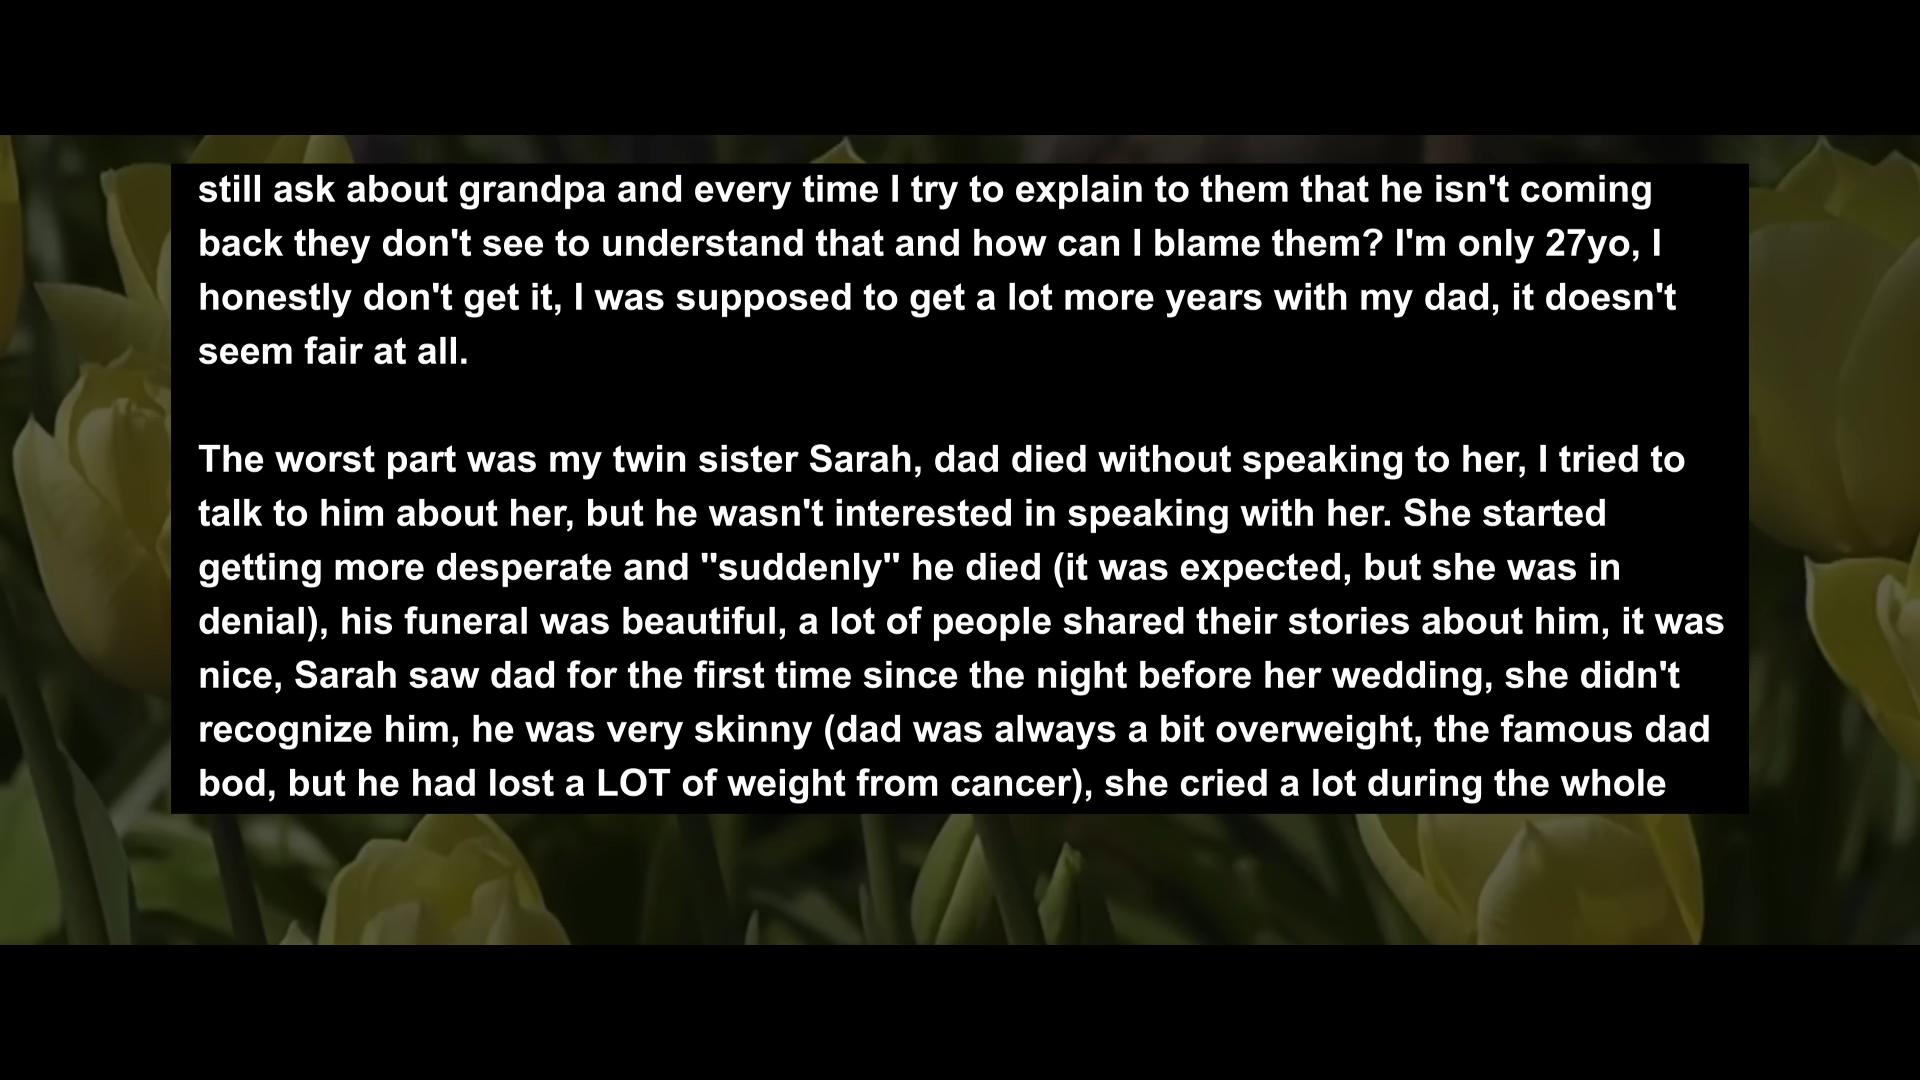 still ask about grandpa and every time I try to explain to them that he isn't coming
back they don't see to understand that and how can I blame them? I'm only 27yo, I
honestly don't get it, I was supposed to get a lot more years with my dad, it doesn't
seem fair at all.
The worst part was my twin sister Sarah, dad died without speaking to her, I tried to
talk to him about her, but he wasn't interested in speaking with her. She started
getting more desperate and "suddenly" he died (it was expected, but she was in
denial), his funeral was beautiful, a lot of people shared their stories about him, it was
nice, Sarah saw dad for the first time since the night before her wedding, she didn't
recognize him, he was very skinny (dad was always a bit overweight, the famous dad
bod, but he had lost a LOT of weight from cancer), she cried a lot during the whole